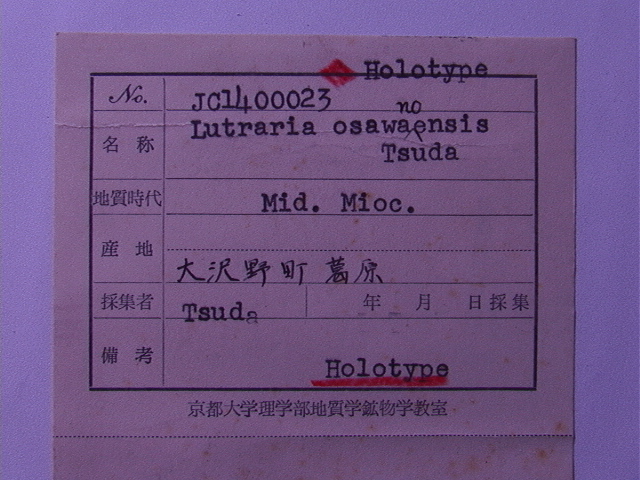 Holotype
No. JC1400023
no
名称 Lutraria osawaensis
Tsuda
地質時代 Mid. Mioc.
産地
大沢野町 葛原
採集者 Tsuda 年 月 日採集
備考
Holotype
京都大学理学部地質学鉱物学教室